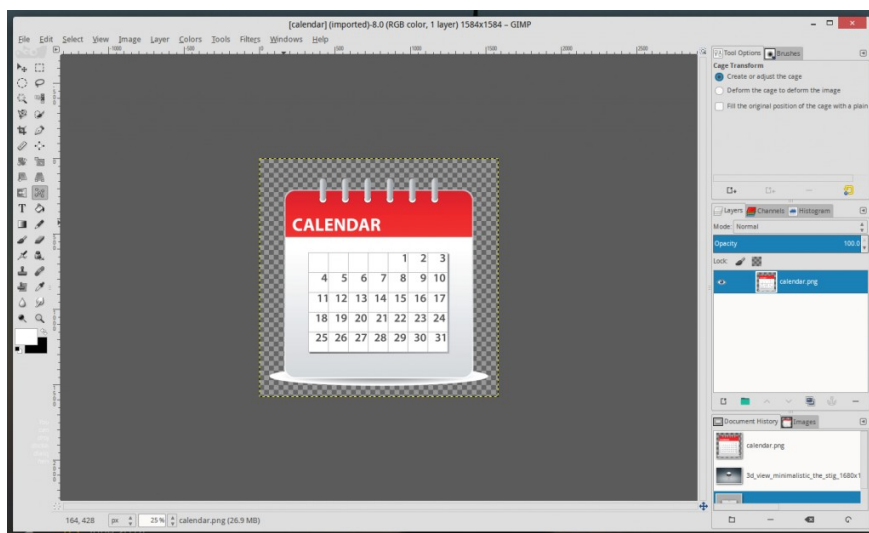 [calendar] (imported)-8.0 (RGB color, 1 layer) 1584x1584 – GIMP
File Edit Select View Image Layer Colors Tools Filters Windows Help
Tool Options Brushes
Cage Transform
Create or adjust the cage
Deform the cage to deform the image
Fill the original position of the cage with a plain
CALENDAR
1 2 3
4 5 6 7 8 9 10
11 12 13 14 15 16 17
18 19 20 21 22 23 24
25 26 27 28 29 30 31
Layers Channels Histogram
Mode: Normal
Opacity 100.0
Lock:
calendar.png
Document History Images
calendar.png
3d_view_minimalistic_the_stig_1680x1
164, 428 px 25 % calendar.png (26.9 MB)